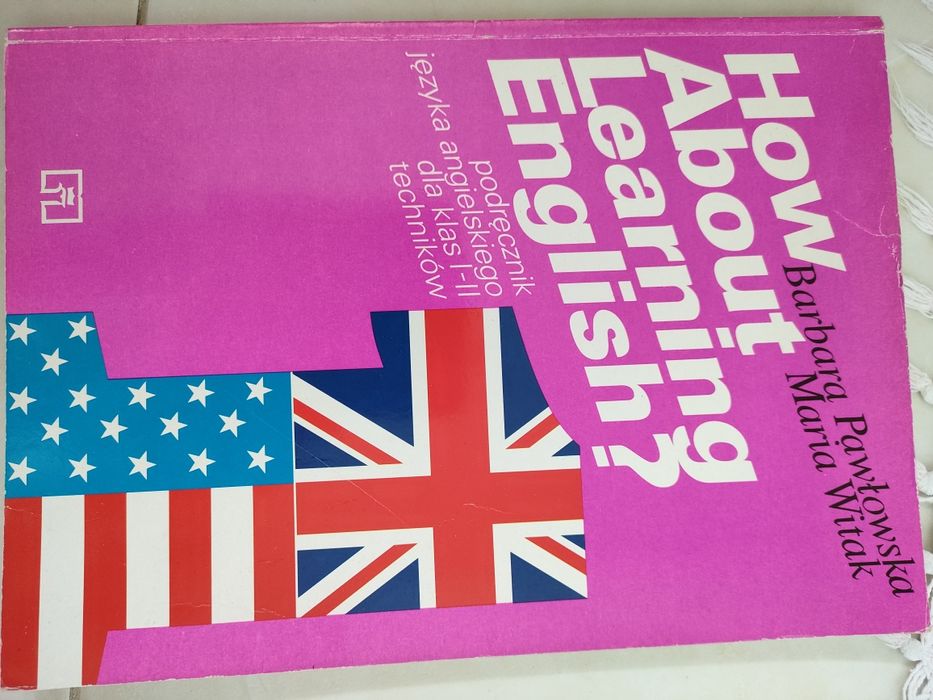 Barbara Pawłowska
Maria Witak
How
About
Learning
English?
podręcznik
języka angielskiego
dla klas I-II
techników